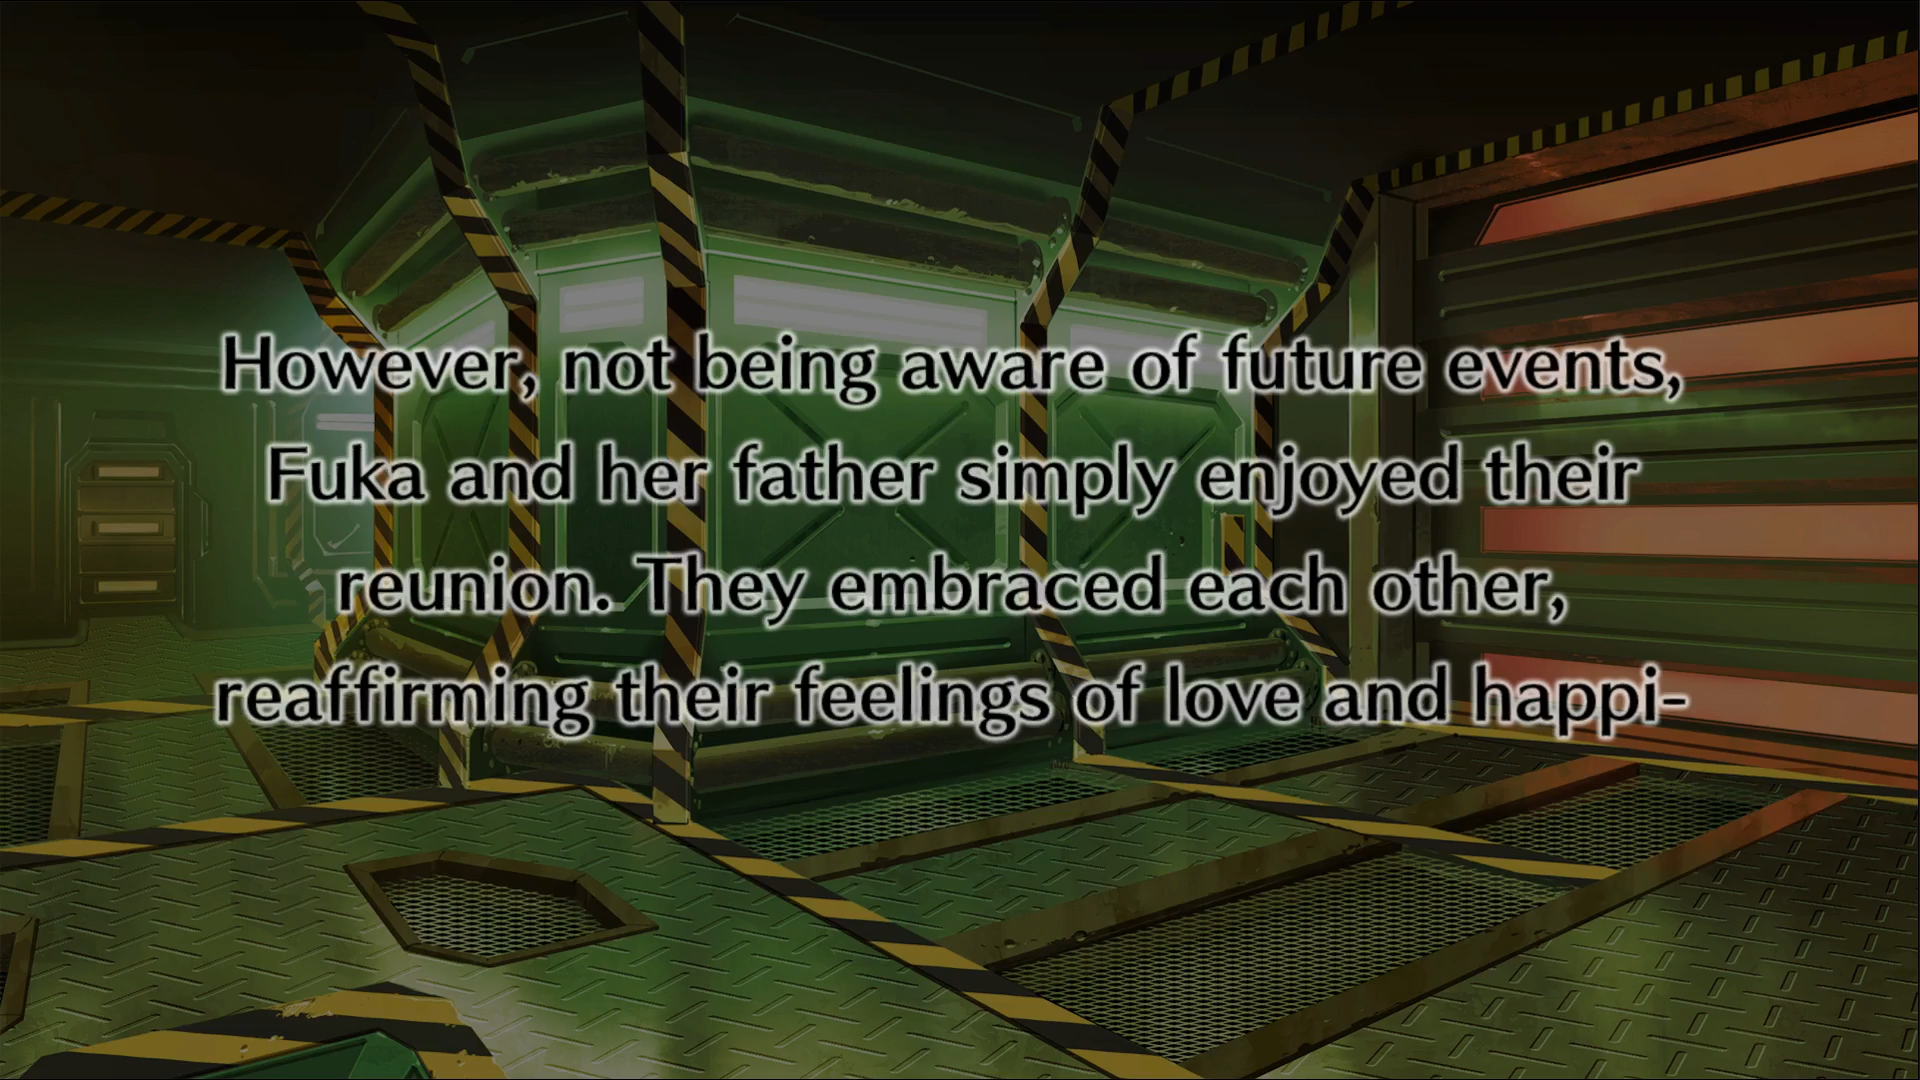 However, not being aware of future events,
Fuka and her father simply enjoyed their
reunion. They embraced each other,
reaffirming their feelings of love and happi-